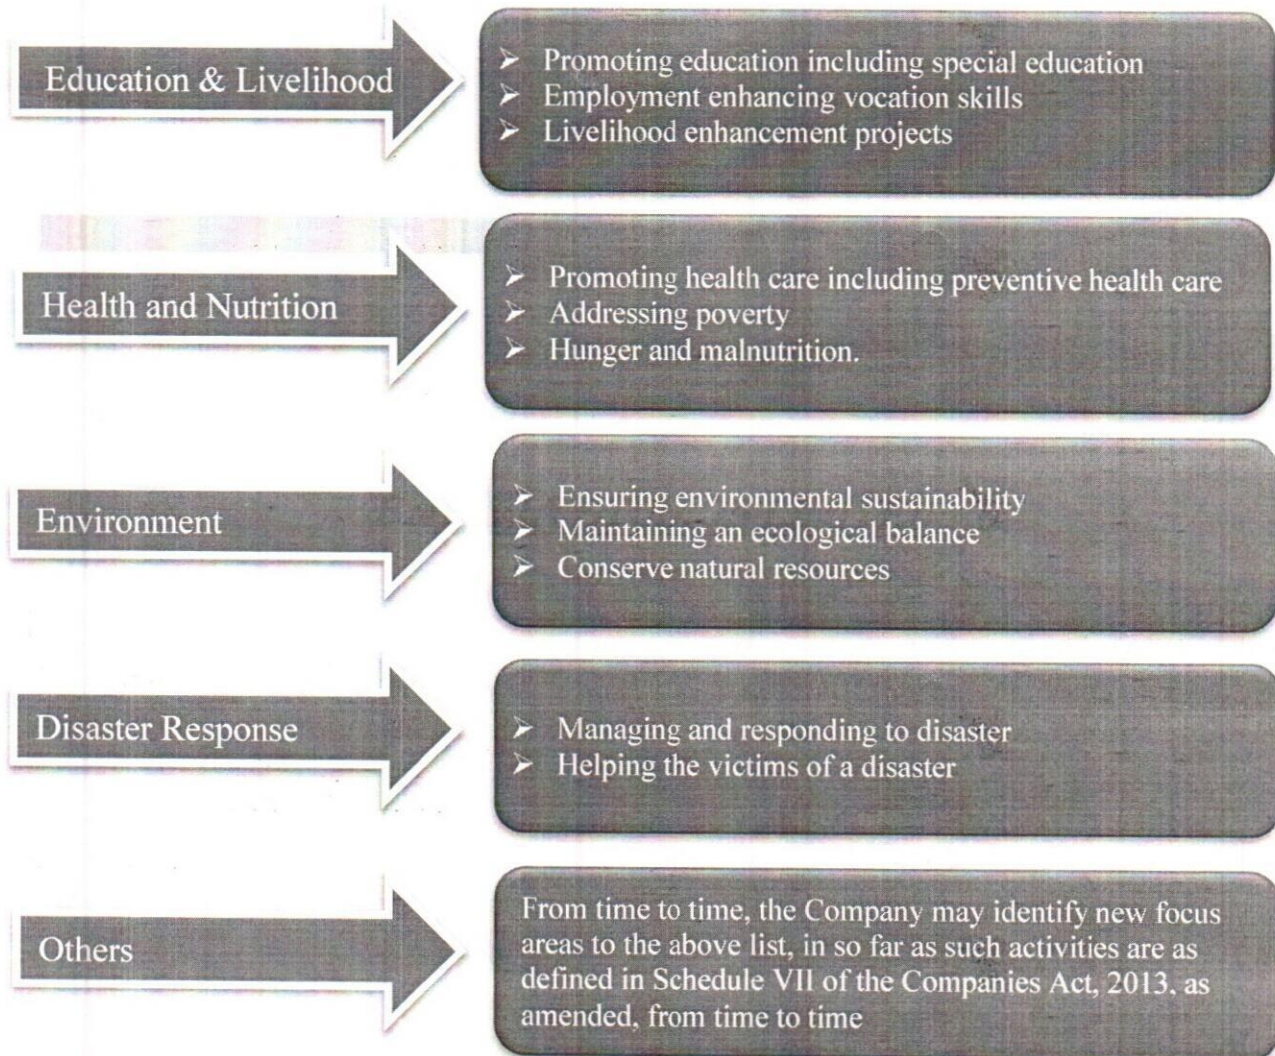 Education & Livelihood
➢ Promoting education including special education
➢ Employment enhancing vocation skills
➢ Livelihood enhancement projects
Health and Nutrition
➢ Promoting health care including preventive health care
➢ Addressing poverty
➢ Hunger and malnutrition.
Environment
➢ Ensuring environmental sustainability
➢ Maintaining an ecological balance
➢ Conserve natural resources
Disaster Response
➢ Managing and responding to disaster
➢ Helping the victims of a disaster
Others
From time to time, the Company may identify new focus
areas to the above list, in so far as such activities are as
defined in Schedule VII of the Companies Act, 2013, as
amended, from time to time